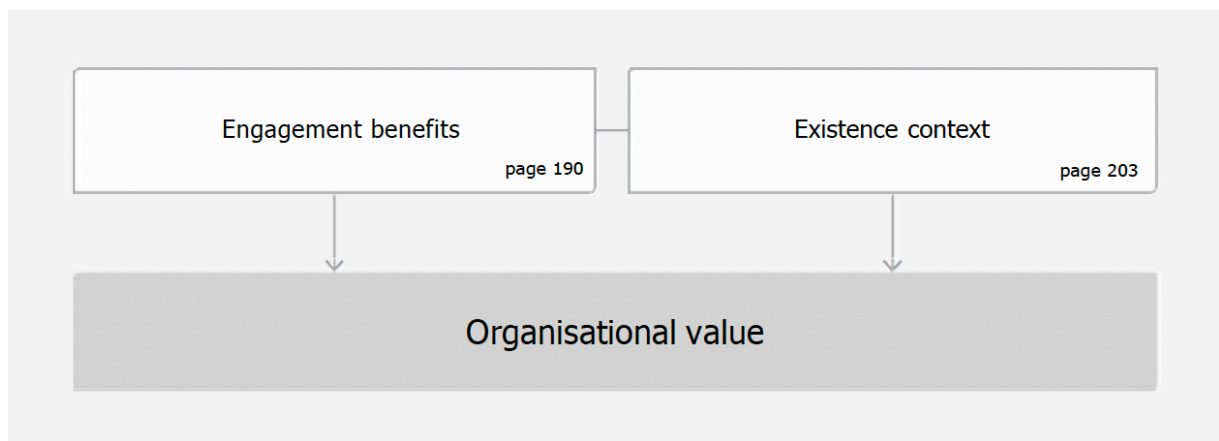 Engagement benefits
page 190
Existence context
page 203
Organisational value